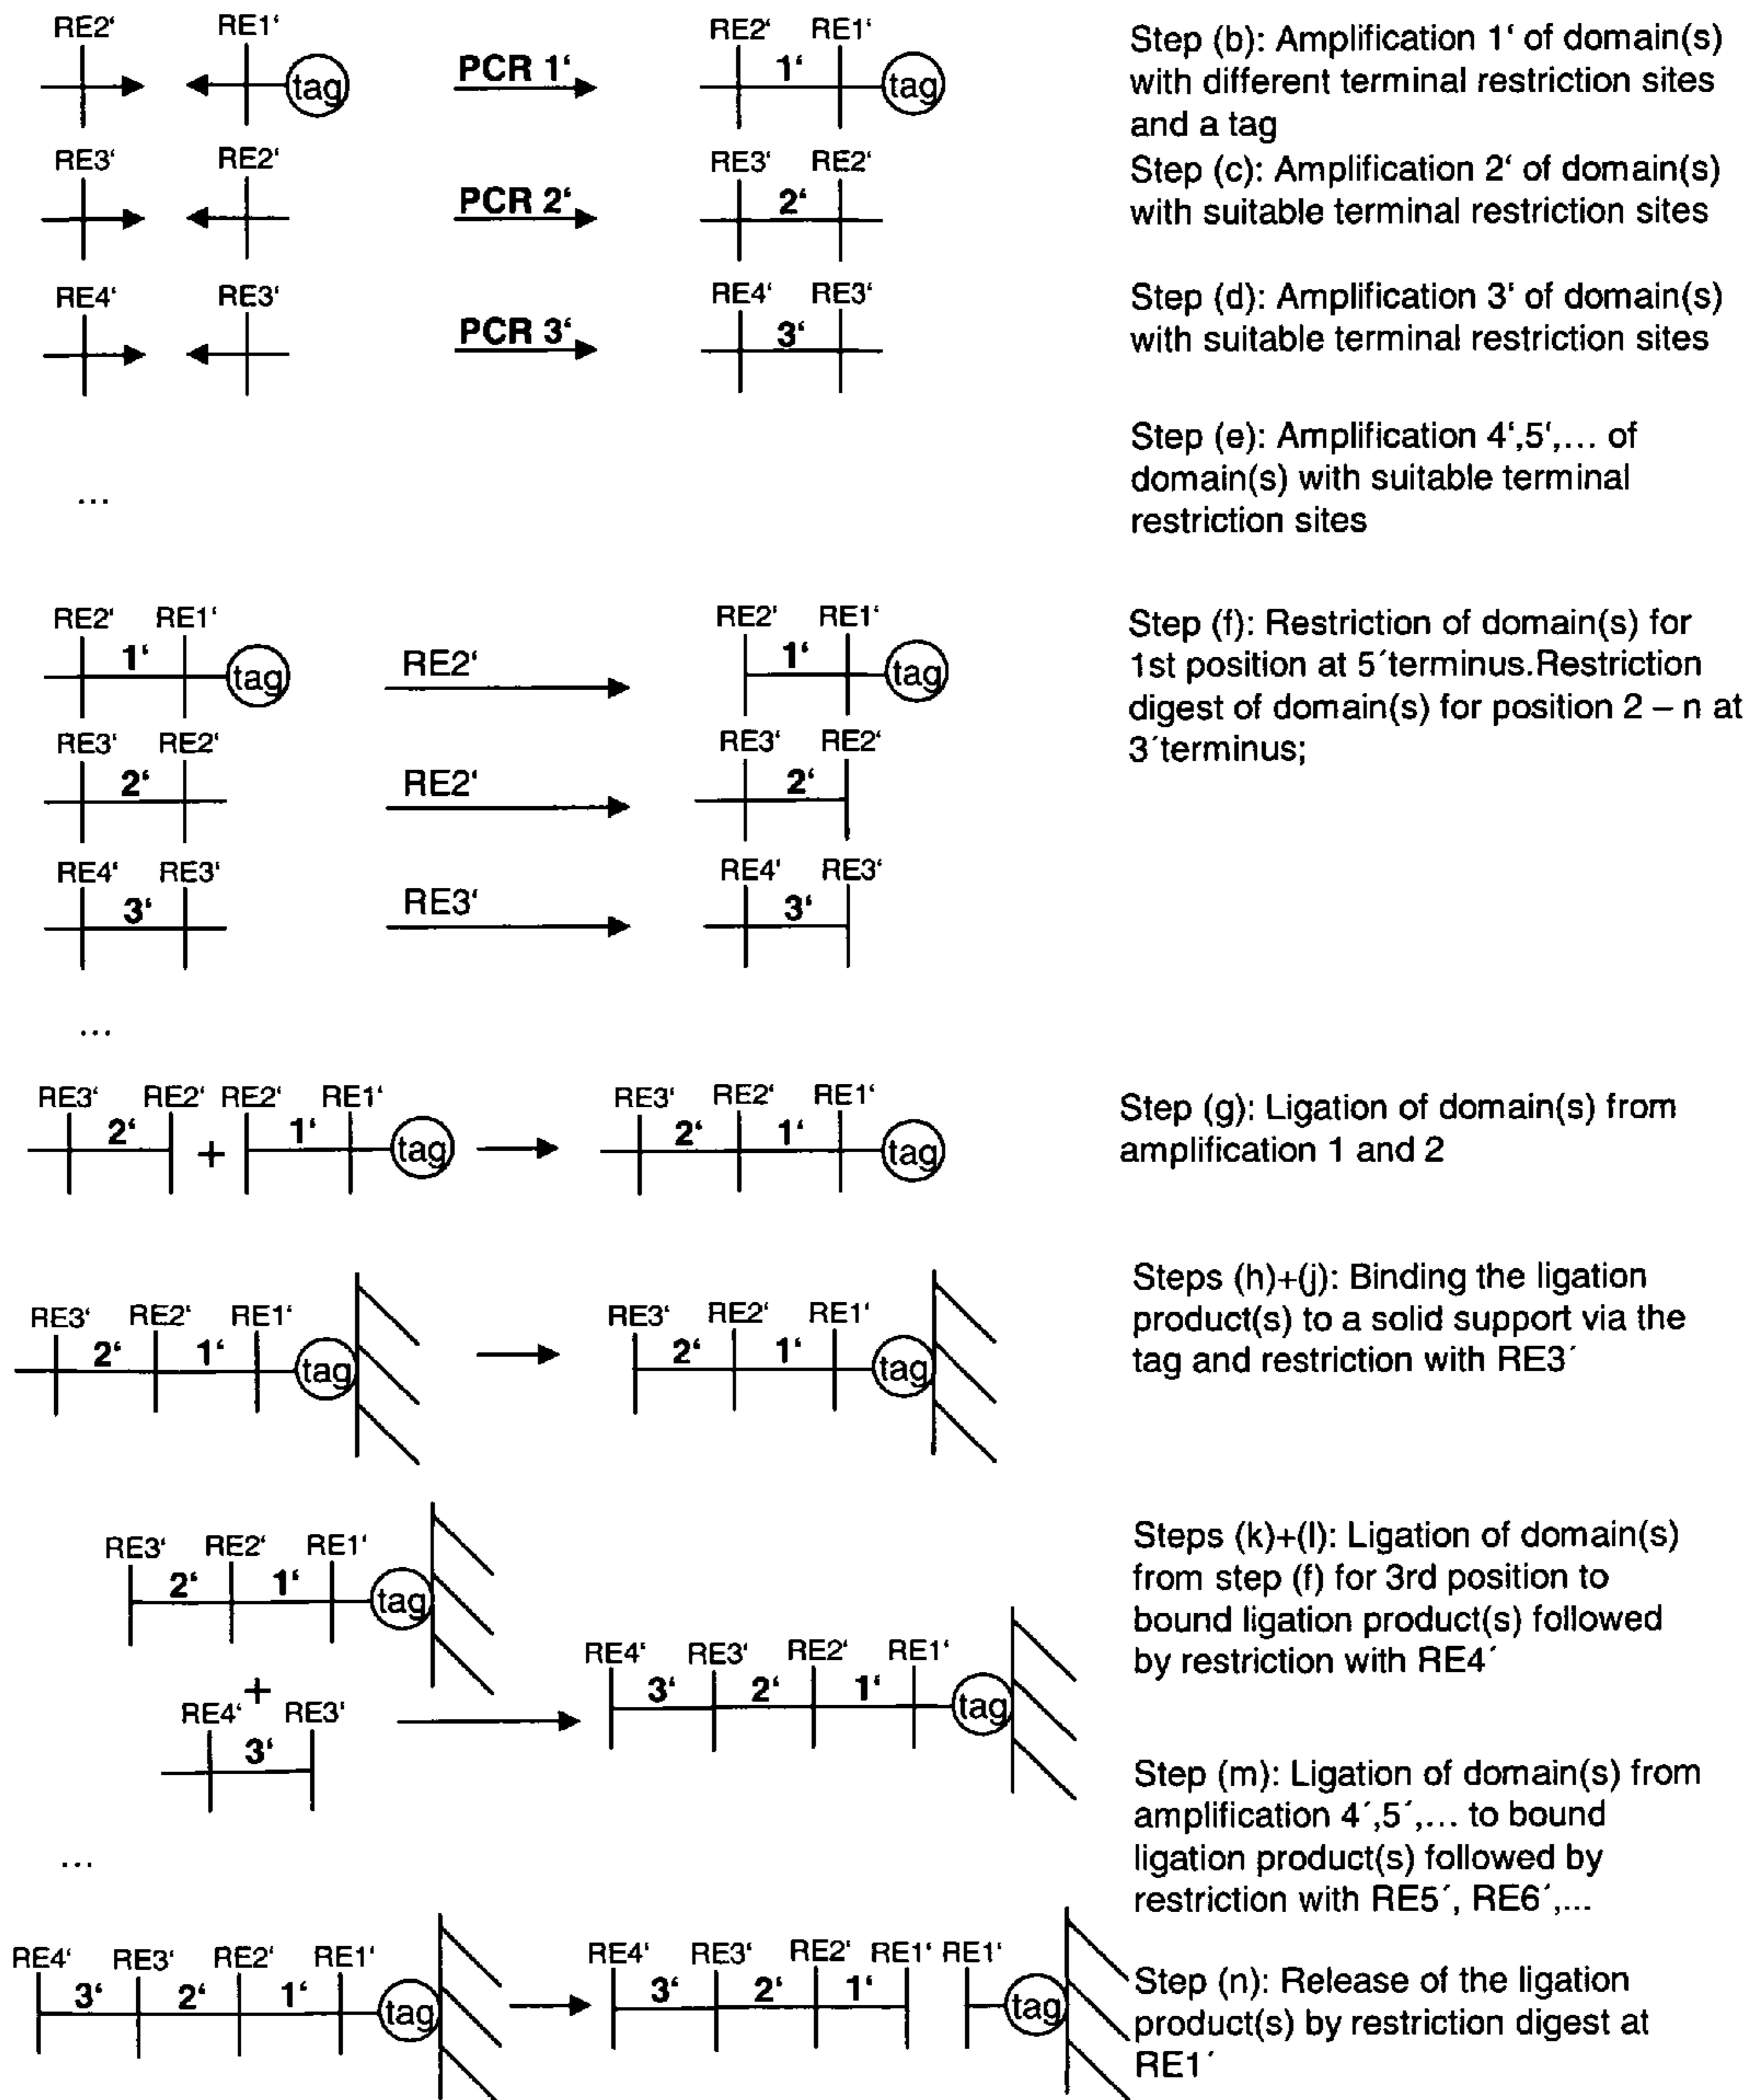 RE2‘ RE1‘ RE2‘ RE1‘
tag PCR 1‘ 1‘ tag
Step (b): Amplification 1‘ of domain(s)
with different terminal restriction sites
and a tag
RE3‘ RE2‘ RE3‘ RE2‘
PCR 2‘ 2‘
Step (c): Amplification 2‘ of domain(s)
with suitable terminal restriction sites
RE4‘ RE3‘ RE4‘ RE3‘
PCR 3‘ 3‘
Step (d): Amplification 3‘ of domain(s)
with suitable terminal restriction sites
...
Step (e): Amplification 4‘,5‘,... of
domain(s) with suitable terminal
restriction sites
RE2‘ RE1‘ RE2‘ RE1‘
1‘ tag RE2‘ 1‘ tag
RE3‘ RE2‘ RE3‘ RE2‘
2‘ RE2‘ 2‘
RE4‘ RE3‘ RE4‘ RE3‘
3‘ RE3‘ 3‘
Step (f): Restriction of domain(s) for
1st position at 5´terminus.Restriction
digest of domain(s) for position 2 – n at
3´terminus;
...
RE3‘ RE2‘ RE2‘ RE1‘ RE3‘ RE2‘ RE1‘
2‘ + 1‘ tag 2‘ 1‘ tag
Step (g): Ligation of domain(s) from
amplification 1 and 2
RE3‘ RE2‘ RE1‘ RE3‘ RE2‘ RE1‘
2‘ 1‘ tag 2‘ 1‘ tag
Steps (h)+(j): Binding the ligation
product(s) to a solid support via the
tag and restriction with RE3´
RE3‘ RE2‘ RE1‘
2‘ 1‘ tag
+
RE4‘ RE3‘
3‘
RE4‘ RE3‘ RE2‘ RE1‘
3‘ 2‘ 1‘ tag
Steps (k)+(l): Ligation of domain(s)
from step (f) for 3rd position to
bound ligation product(s) followed
by restriction with RE4´
...
Step (m): Ligation of domain(s) from
amplification 4´,5´,... to bound
ligation product(s) followed by
restriction with RE5´, RE6´,...
RE4‘ RE3‘ RE2‘ RE1‘ RE4‘ RE3‘ RE2‘ RE1‘ RE1‘
3‘ 2‘ 1‘ tag 3‘ 2‘ 1‘ tag
Step (n): Release of the ligation
product(s) by restriction digest at
RE1´